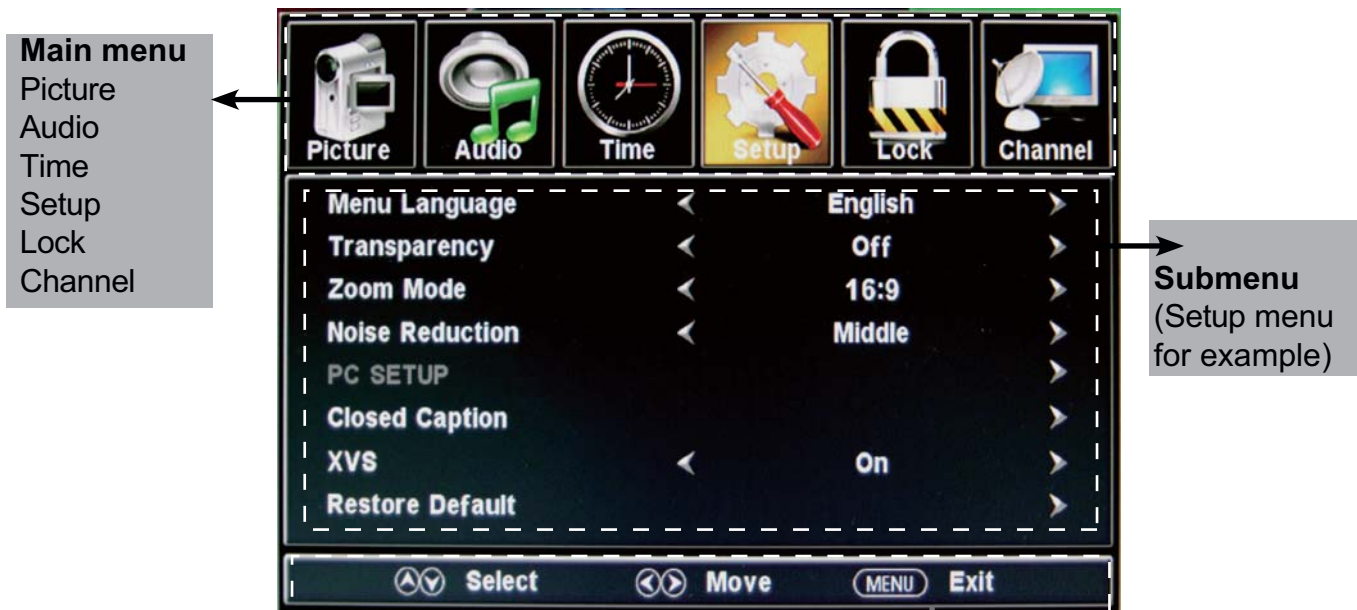 Main menu
Picture
Audio
Time
Setup
Lock
Channel
Picture Audio Time Setup Lock Channel
Menu Language English
Transparency Off
Zoom Mode 16:9
Noise Reduction Middle
PC SETUP
Closed Caption
XVS On
Restore Default
Select Move MENU Exit
Submenu
(Setup menu
for example)